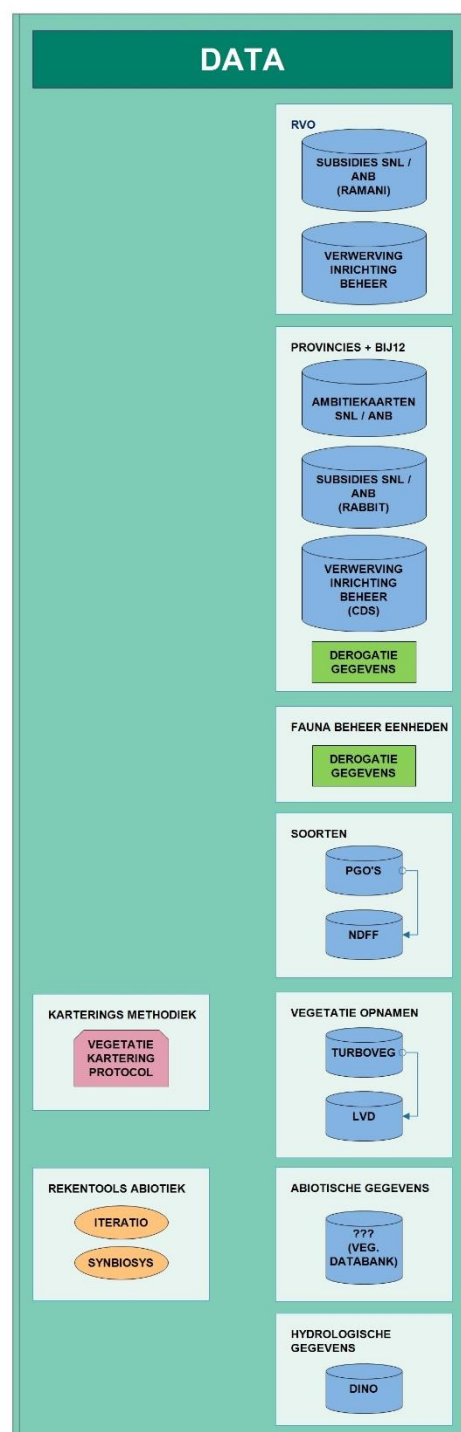 DATA
RVO
SUBSIDIES SNL /
ANB
(RAMANI)
VERWERVING
INRICHTING
BEHEER
PROVINCIES + BIJ12
AMBITIEKAARTEN
SNL / ANB
SUBSIDIES SNL /
ANB
(RABBIT)
VERWERVING
INRICHTING
BEHEER
(CDS)
DEROGATIE
GEGEVENS
FAUNA BEHEER EENHEDEN
DEROGATIE
GEGEVENS
SOORTEN
PGO'S
NDFF
KARTERINGS METHODIEK
VEGETATIE
KARTERING
PROTOCOL
VEGETATIE OPNAMEN
TURBOVEG
LVD
REKENTOOLS ABIOTIEK
ITERATIO
SYNBIOSYS
ABIOTISCHE GEGEVENS
???
(VEG.
DATABANK)
HYDROLOGISCHE
GEGEVENS
DINO